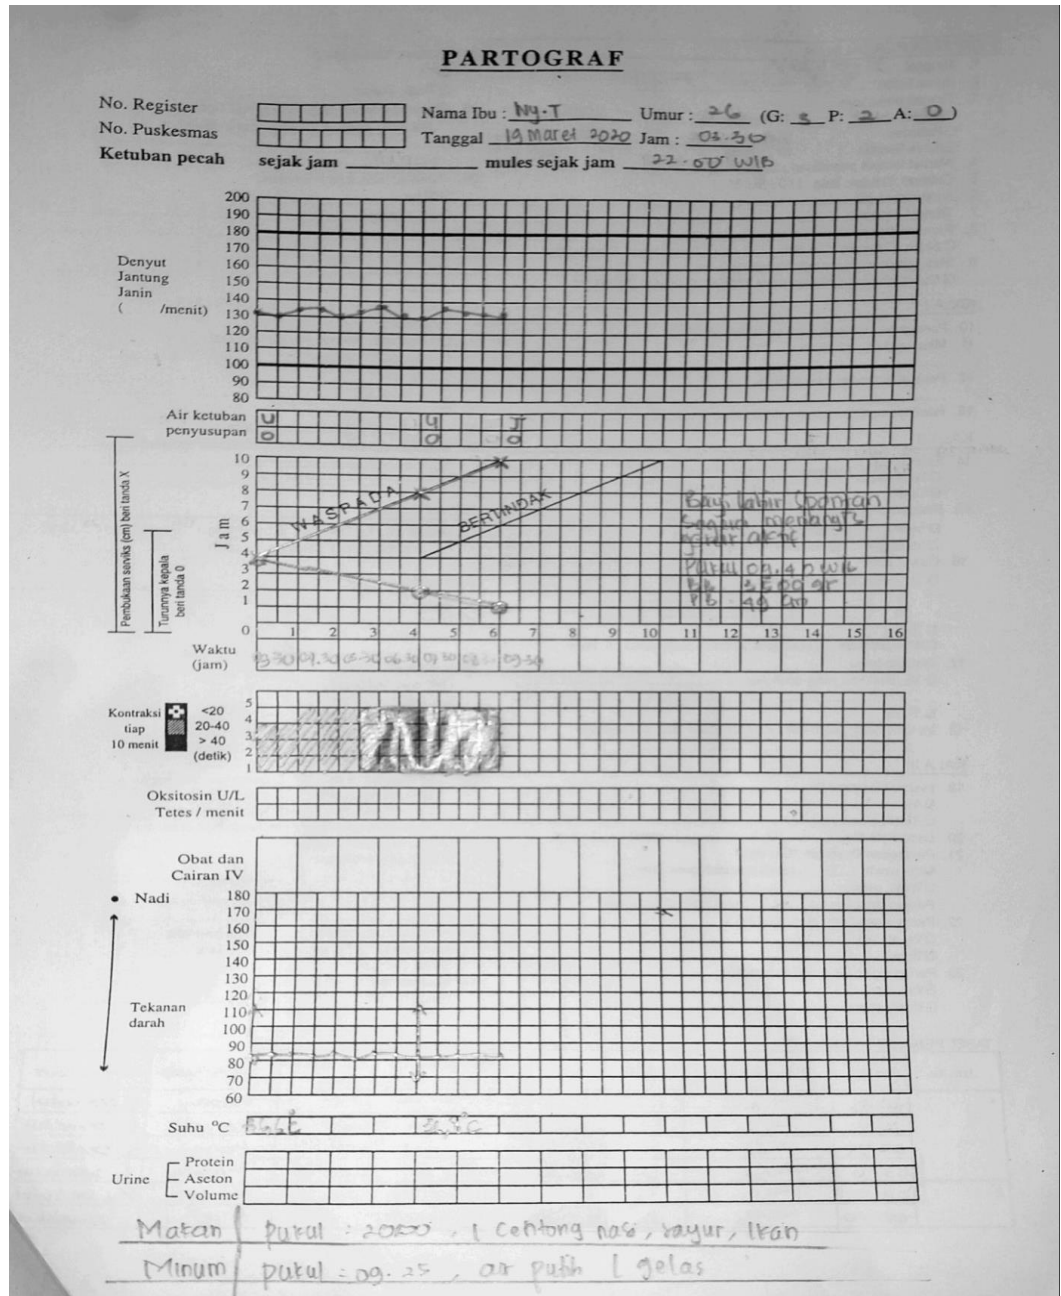 PARTOGRAF
No. Register Nama Ibu : Ny.T Umur : 26 (G: 3 P: 2 A: 0)
No. Puskesmas Tanggal 19 Maret 2020 Jam : 03.30
Ketuban pecah sejak jam mules sejak jam 22.00 WIB
200
190
180
170
Denyut 160
Jantung 150
Janin 140
( /menit) 130
120
110
100
90
80
Air ketuban U U J
penyusupan 0 0 0
10
9
8
7
6
5
4
3
2
1
0
Jam
Pembukaan serviks (cm) beri tanda X
Turunnya kepala
beri tanda 0
WASPADA
BERTINDAK
Bayi lahir Spontan
Segera menangis
gerak aktif
Pukul 09.40 WIB
BB 3500 gr
PB 49 cm
1 2 3 4 5 6 7 8 9 10 11 12 13 14 15 16
Waktu
(jam) 03.30 04.30 05.30 06.30 07.30 08.30 09.30
Kontraksi <20 5
tiap 20-40 4
10 menit > 40 3
(detik) 2
1
Oksitosin U/L
Tetes / menit
Obat dan
Cairan IV
Nadi 180
170
160
150
140
130
120
Tekanan 110
darah 100
90
80
70
60
Suhu °C
Urine
Protein
Aseton
Volume
Makan pukul : 20.00 , 1 centong nasi, sayur, Ikan
Minum pukul = 09.25 , air putih 1 gelas